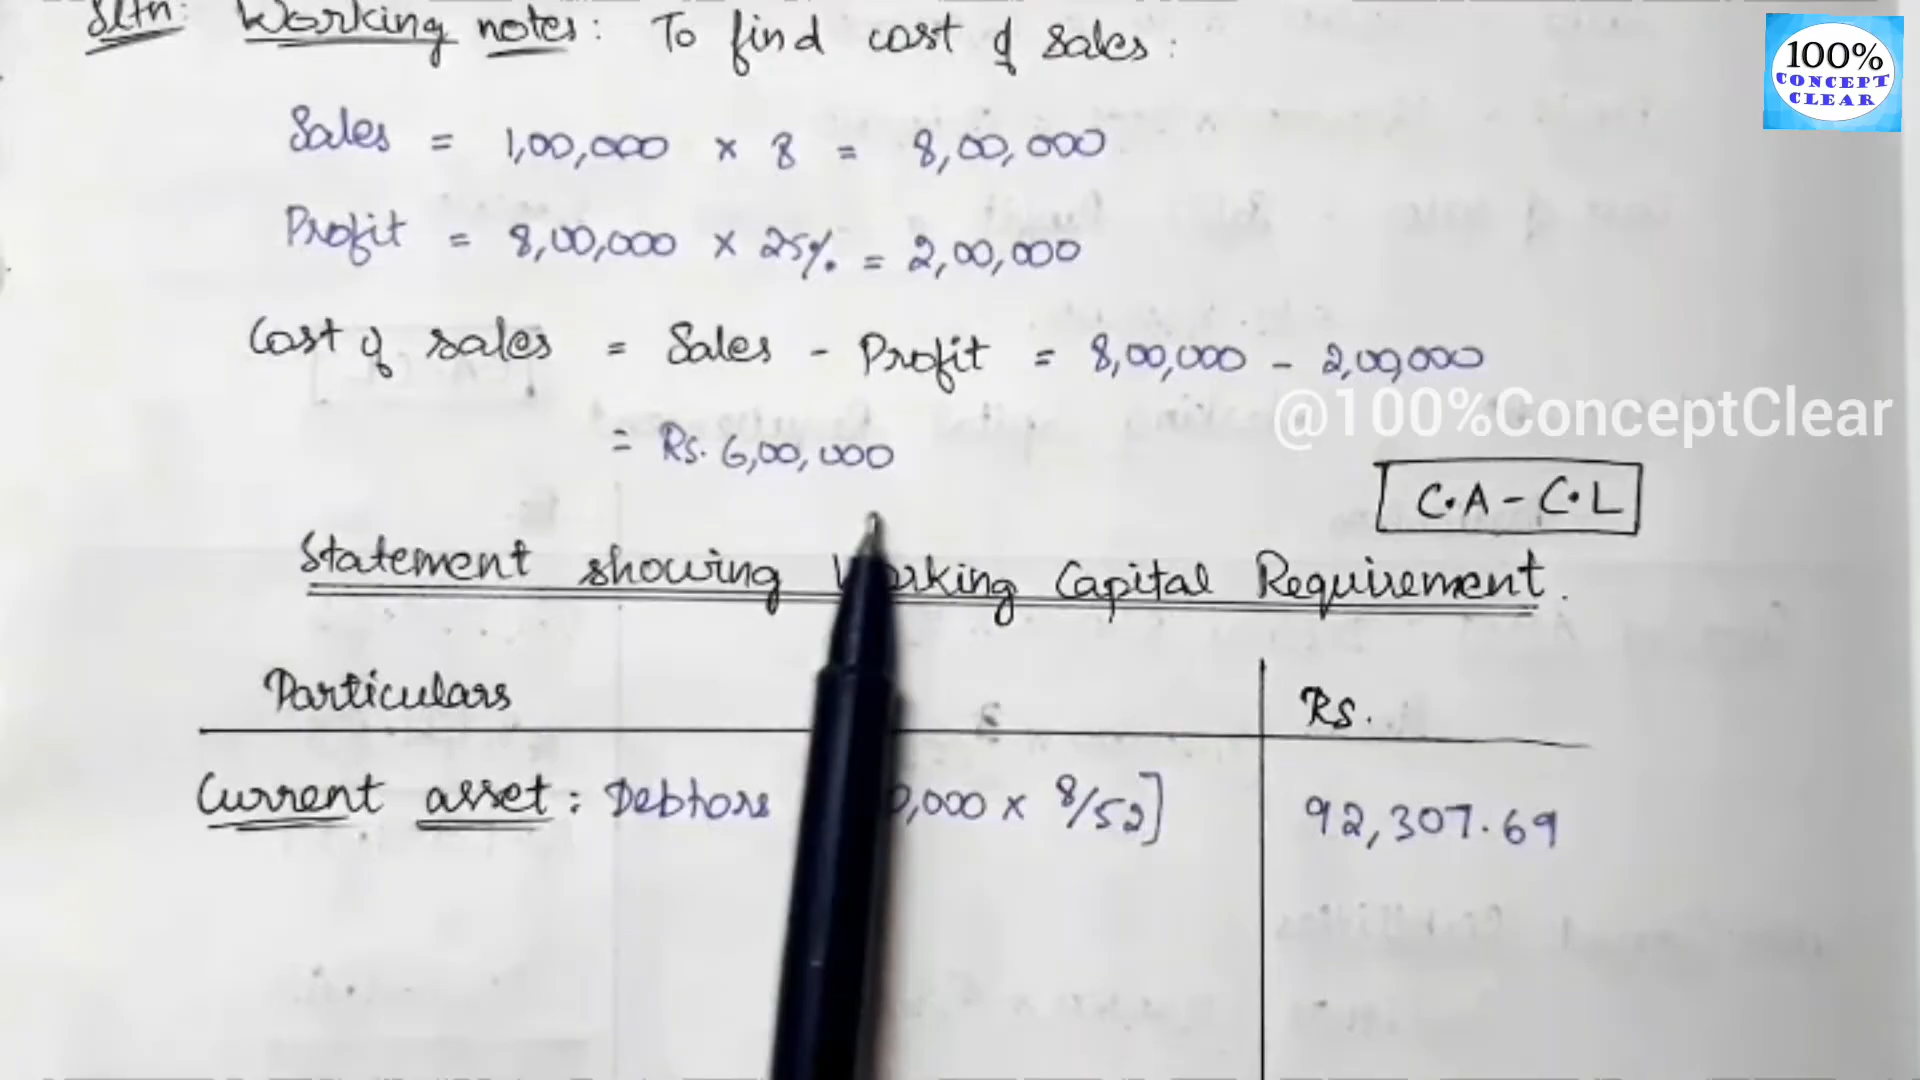 Sltn: Working notes: To find cost of sales:
100%
CONCEPT
CLEAR
Sales = 1,00,000 × 8 = 8,00,000
Profit = 8,00,000 × 25% = 2,00,000
Cost of sales = Sales - Profit = 8,00,000 - 2,00,000
@100%ConceptClear
= Rs. 6,00,000
C.A - C.L
Statement showing Working Capital Requirement.
Particulars Rs.
Current asset: Debtors 0,000 × 8/52] 92,307.69